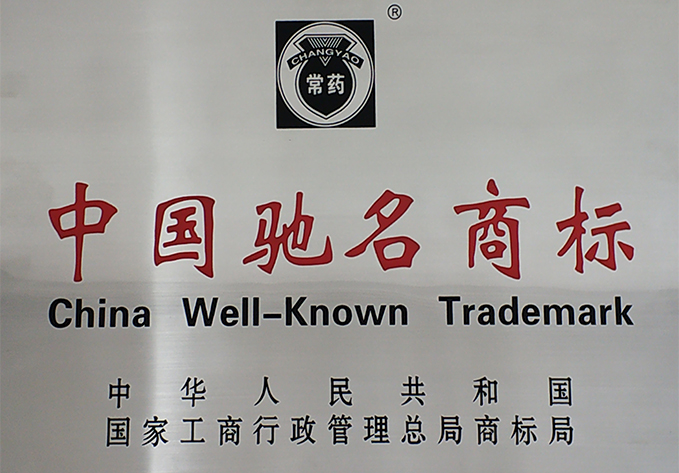 ®
CHANGYAO
常药
中国驰名商标
China Well-Known Trademark
中华人民共和国
国家工商行政管理总局商标局